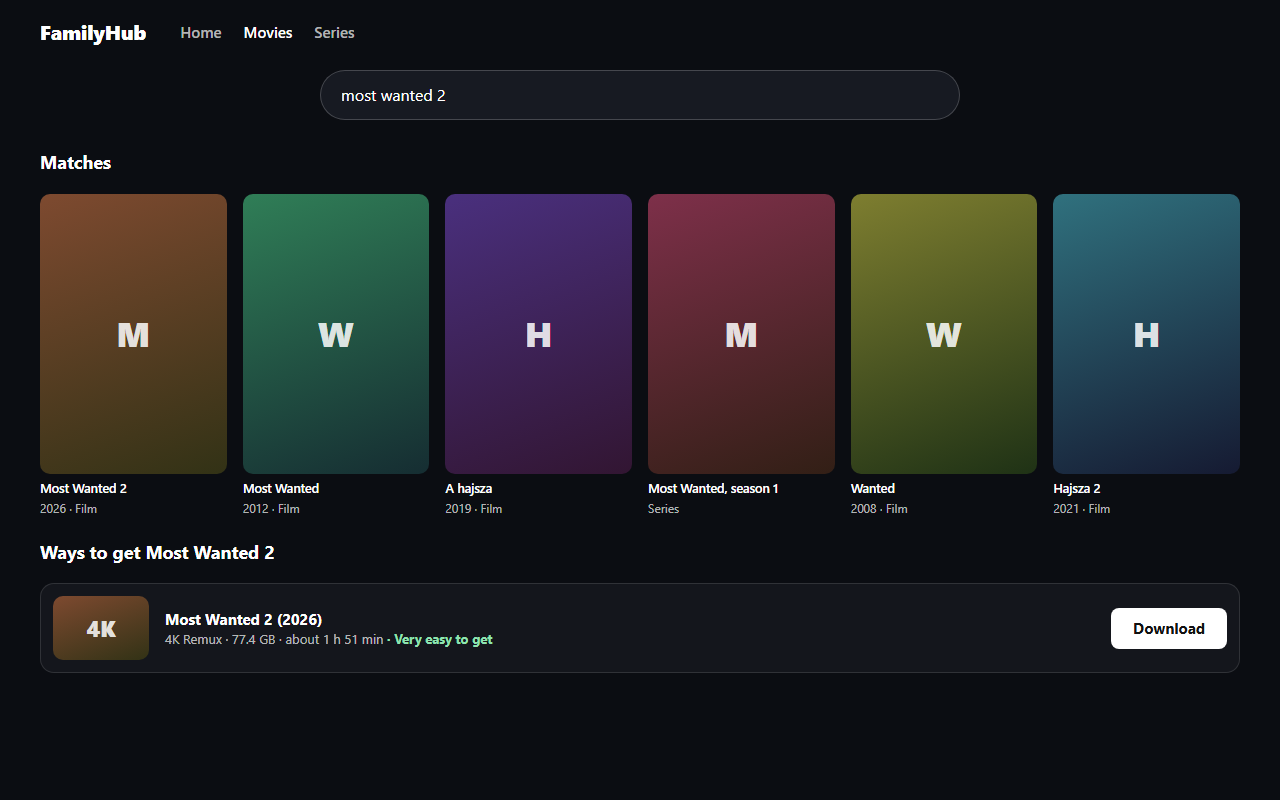 FamilyHub Home Movies Series
most wanted 2
Matches
M W H M W H
Most Wanted 2 Most Wanted A hajsza Most Wanted, season 1 Wanted Hajsza 2
2026 · Film 2012 · Film 2019 · Film Series 2008 · Film 2021 · Film
Ways to get Most Wanted 2
4K
Most Wanted 2 (2026)
4K Remux · 77.4 GB · about 1 h 51 min · Very easy to get
Download